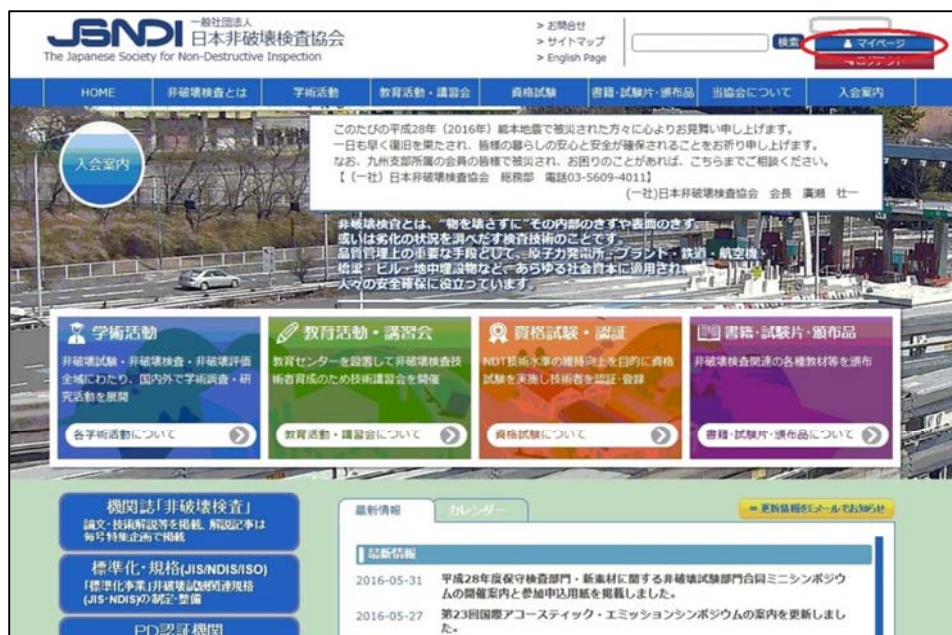 JSNDI 一般社団法人
日本非破壊検査協会
The Japanese Society for Non-Destructive Inspection
> お問合せ
> サイトマップ
> English Page
検索
マイページ
ログアウト
HOME 非破壊検査とは 学術活動 教育活動・講習会 資格試験 書籍・試験片・頒布品 当協会について 入会案内
入会案内
このたびの平成28年（2016年）熊本地震で被災された方々に心よりお見舞い申し上げます。
一日も早く復旧を果たされ、皆様の暮らしの安心と安全が確保されることをお祈り申し上げます。
なお、九州支部所属の会員の皆様で被災され、お困りのことがあれば、こちらまでご相談ください。
【（一社）日本非破壊検査協会 総務部 電話03-5609-4011】
(一社)日本非破壊検査協会 会長 廣瀬 壮一
非破壊検査とは、“物を壊さずに”その内部のきずや表面のきず、
或いは劣化の状況を調べだす検査技術のことです。
品質管理上の重要な手段として、原子力発電所・プラント・鉄道・航空機・
橋梁・ビル・地中埋設物など、あらゆる社会資本に適用され、
人々の安全確保に役立っています。
学術活動
非破壊試験・非破壊検査・非破壊評価
全域にわたり、国内外で学術調査・研
究活動を展開
各学術活動について
教育活動・講習会
教育センターを設置して非破壊検査技
術者育成のため技術講習会を開催
教育活動・講習会について
資格試験・認証
NDT技術水準の維持向上を目的に資格
試験を実施し技術者を認証・登録
資格試験について
書籍・試験片・頒布品
非破壊検査関連の各種教材等を頒布
書籍・試験片・頒布品について
機関誌「非破壊検査」
論文・技術解説等を掲載、解説記事は
毎号特集企画で掲載
標準化・規格(JIS/NDIS/ISO)
「標準化事業」非破壊試験関連規格
(JIS・NDIS)の制定・整備
PD認証機関
最新情報 カレンダー
更新情報をEメールでお知らせ
最新情報
2016-05-31 平成28年度保守検査部門・新素材に関する非破壊試験部門合同ミニシンポジウ
ムの開催案内と参加申込用紙を掲載しました。
2016-05-27 第23回国際アコースティック・エミッションシンポジウムの案内を更新しまし
た。